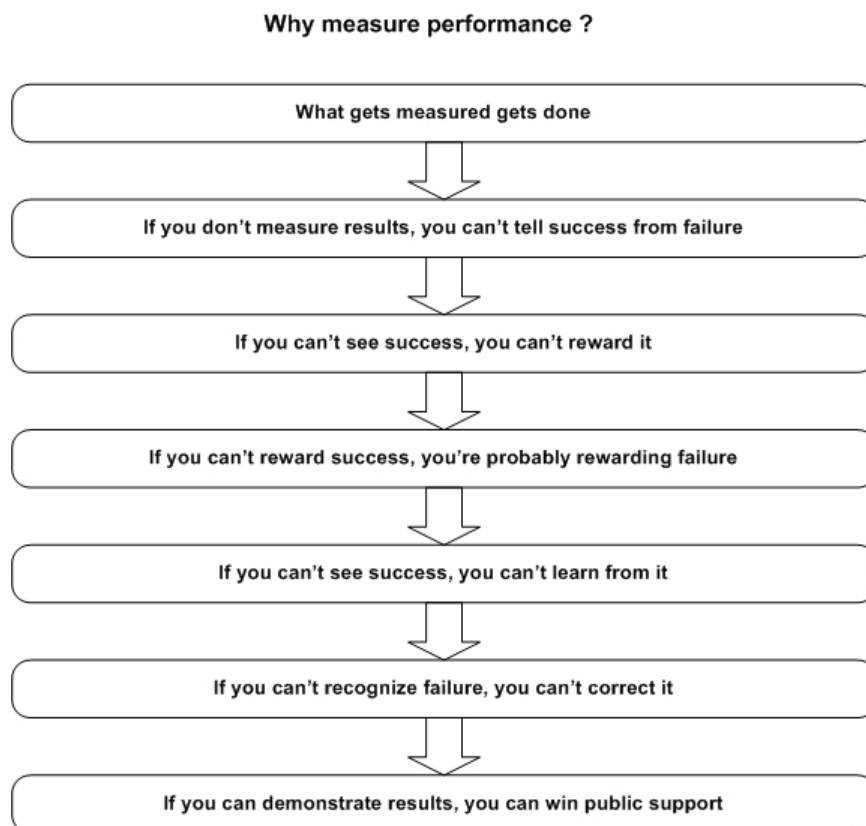 Why measure performance ?
What gets measured gets done
If you don’t measure results, you can’t tell success from failure
If you can’t see success, you can’t reward it
If you can’t reward success, you’re probably rewarding failure
If you can’t see success, you can’t learn from it
If you can’t recognize failure, you can’t correct it
If you can demonstrate results, you can win public support